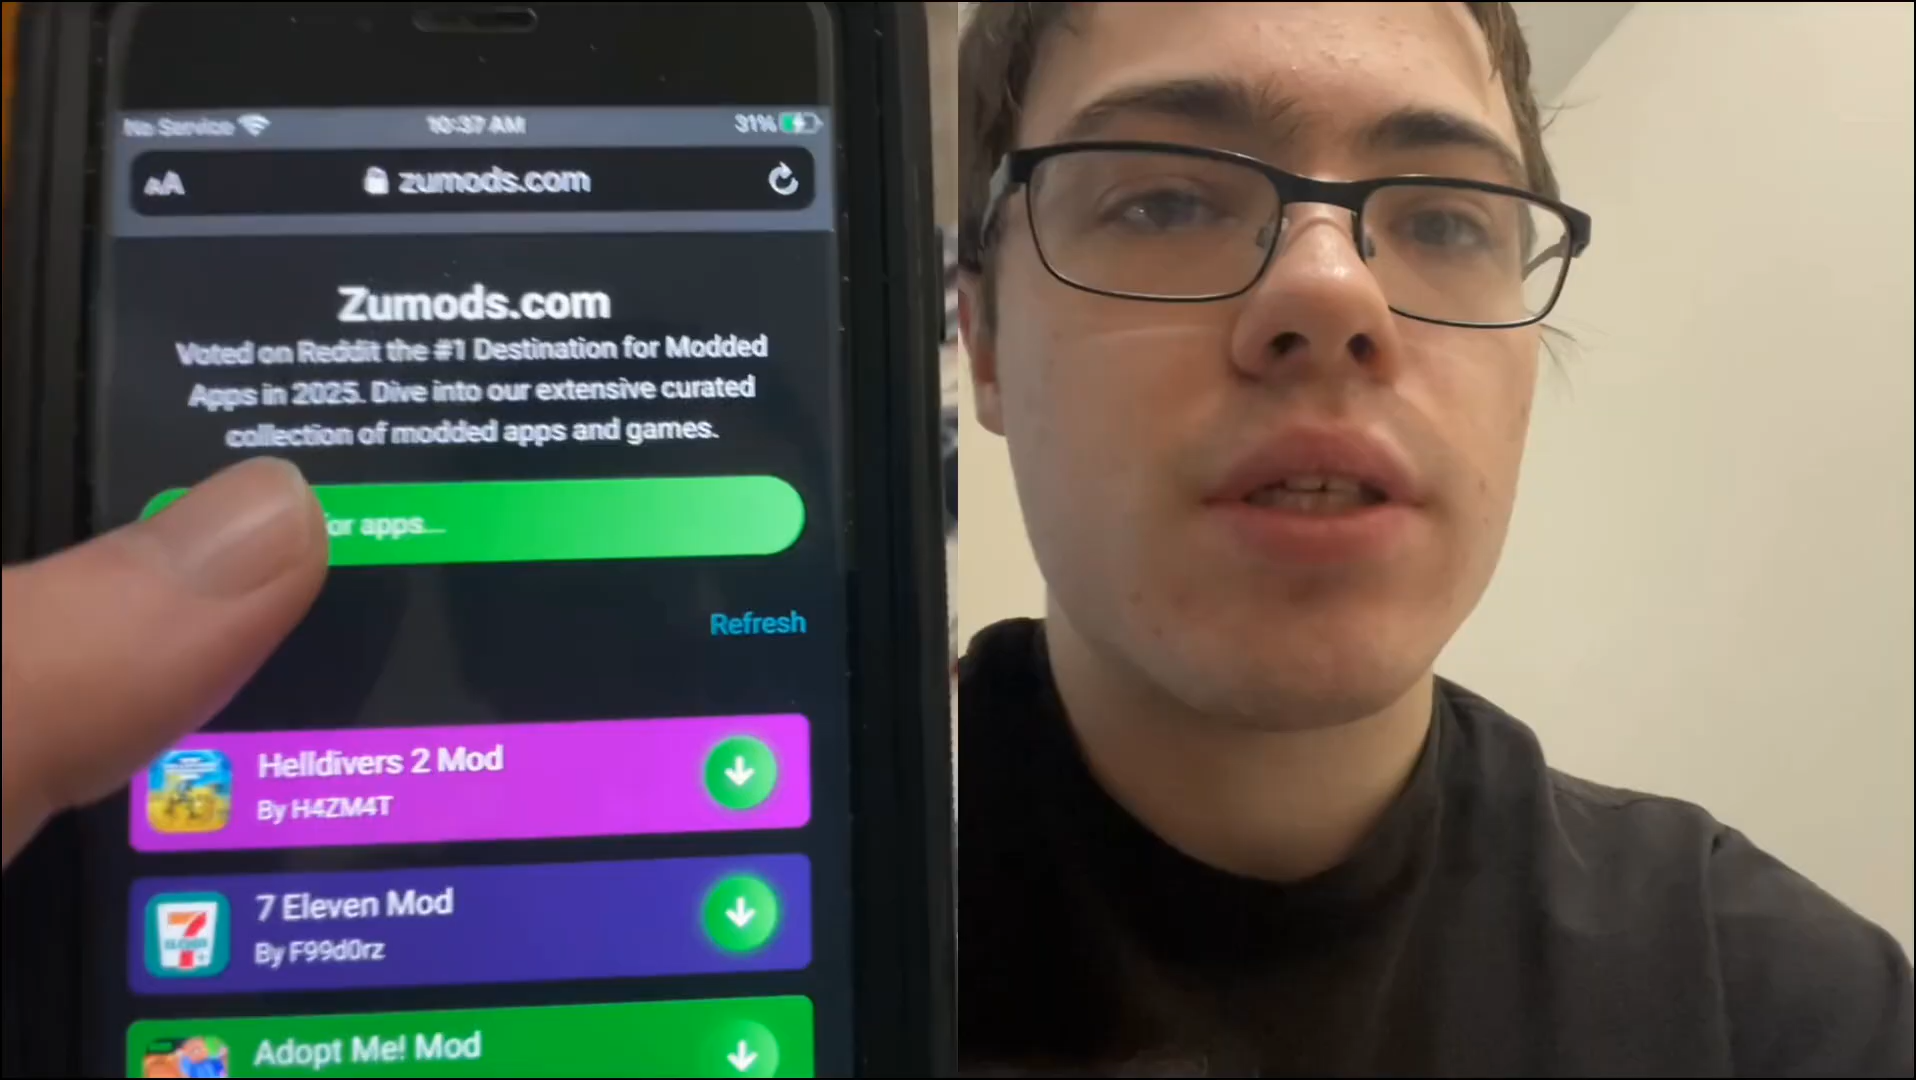 No Service
10:37 AM
31%
AA
zumods.com
Zumods.com
Voted on Reddit the #1 Destination for Modded
Apps in 2025. Dive into our extensive curated
collection of modded apps and games.
for apps...
Refresh
Helldivers 2 Mod
By H4ZM4T
7 Eleven Mod
By F99d0rz
Adopt Me! Mod